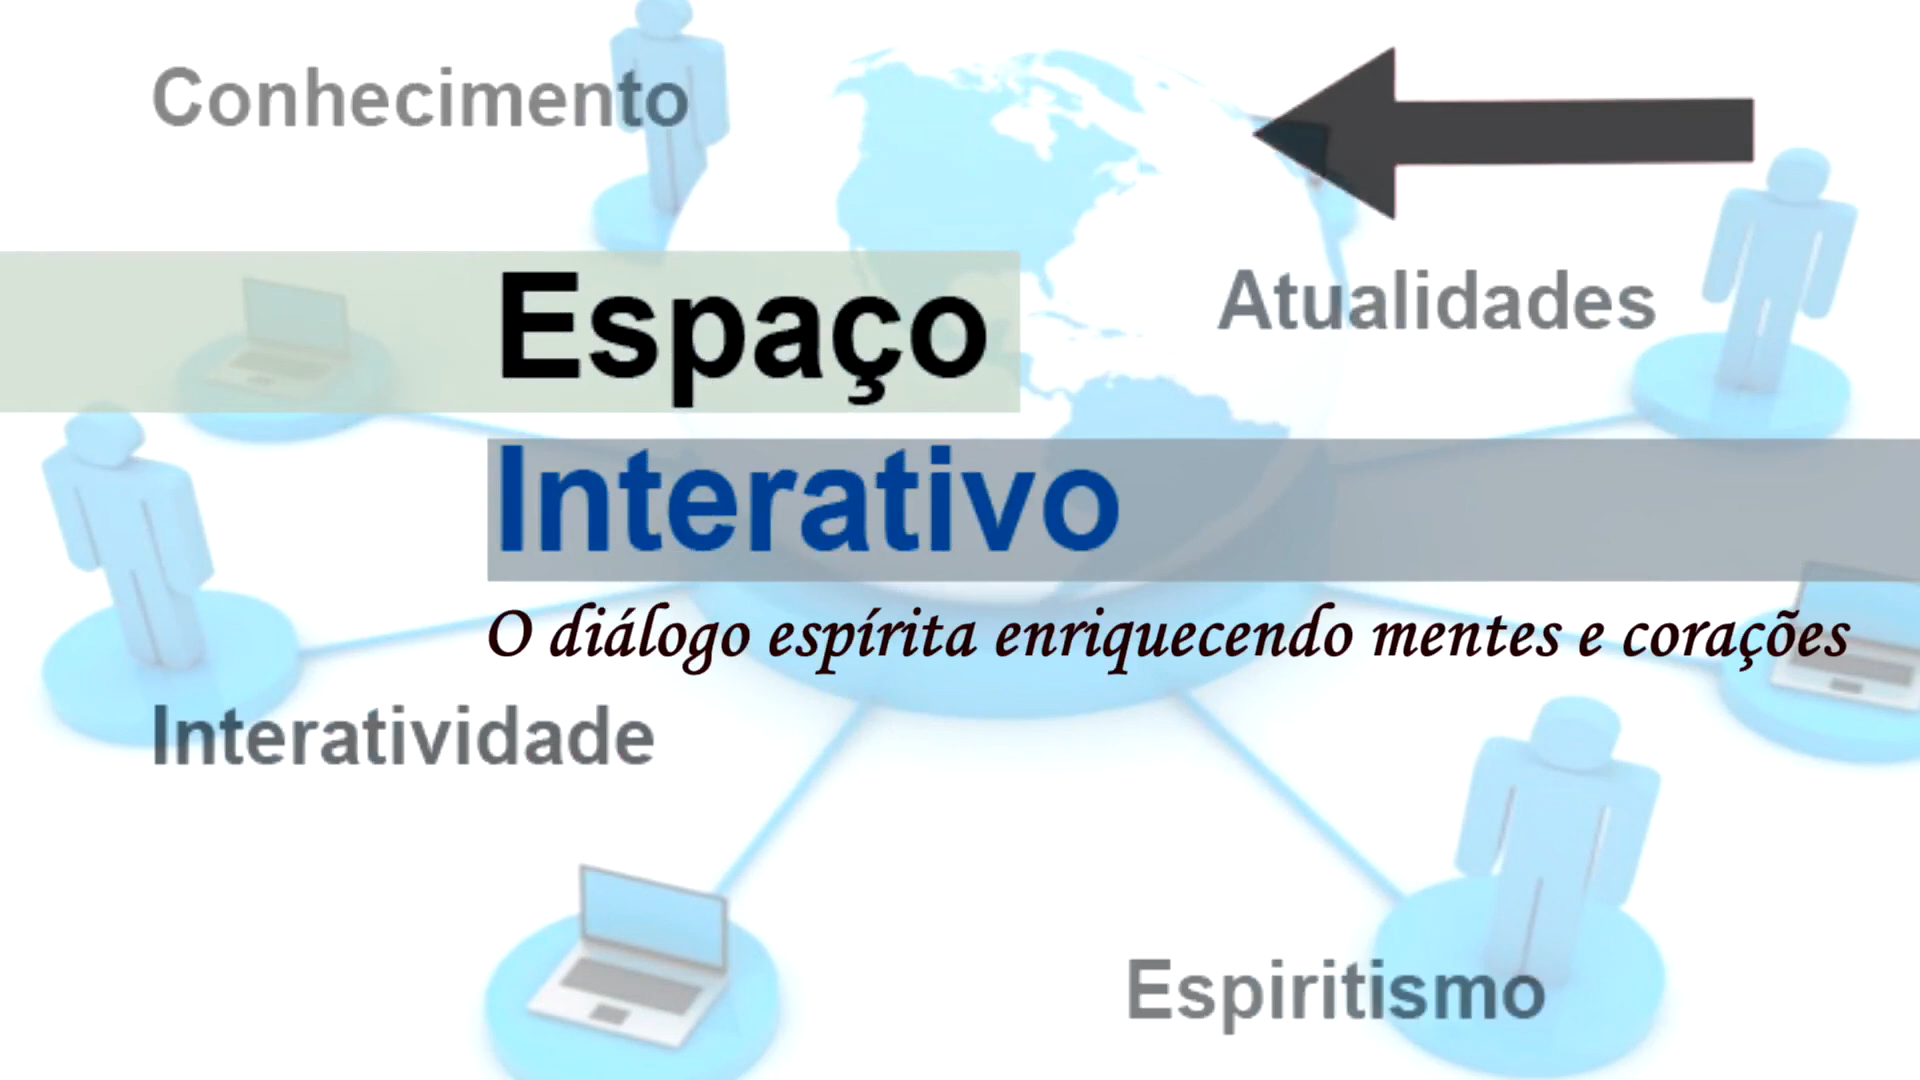 Conhecimento
Espaço
Atualidades
Interativo
O diálogo espírita enriquecendo mentes e corações
Interatividade
Espiritismo